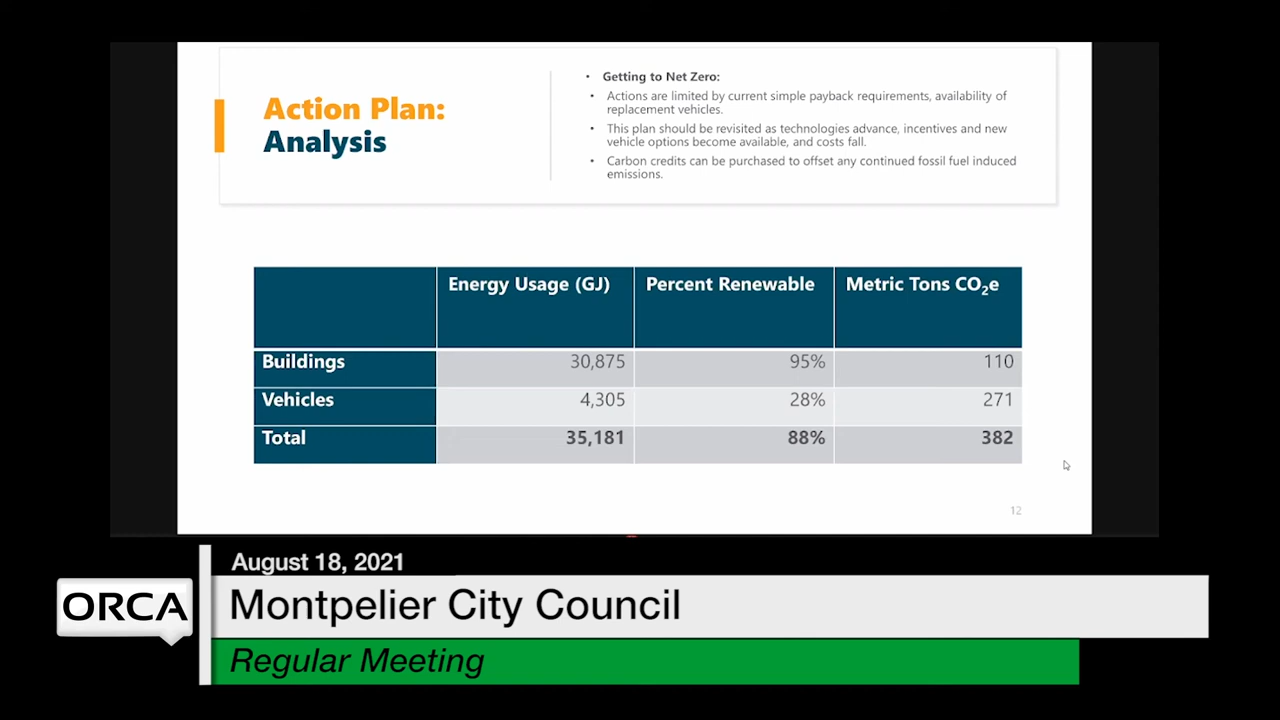 Action Plan:
Analysis
• Getting to Net Zero:
• Actions are limited by current simple payback requirements, availability of
replacement vehicles.
• This plan should be revisited as technologies advance, incentives and new
vehicle options become available, and costs fall.
• Carbon credits can be purchased to offset any continued fossil fuel induced
emissions.
Energy Usage (GJ) Percent Renewable Metric Tons CO₂e
Buildings 30,875 95% 110
Vehicles 4,305 28% 271
Total 35,181 88% 382
12
August 18, 2021
ORCA
Montpelier City Council
Regular Meeting